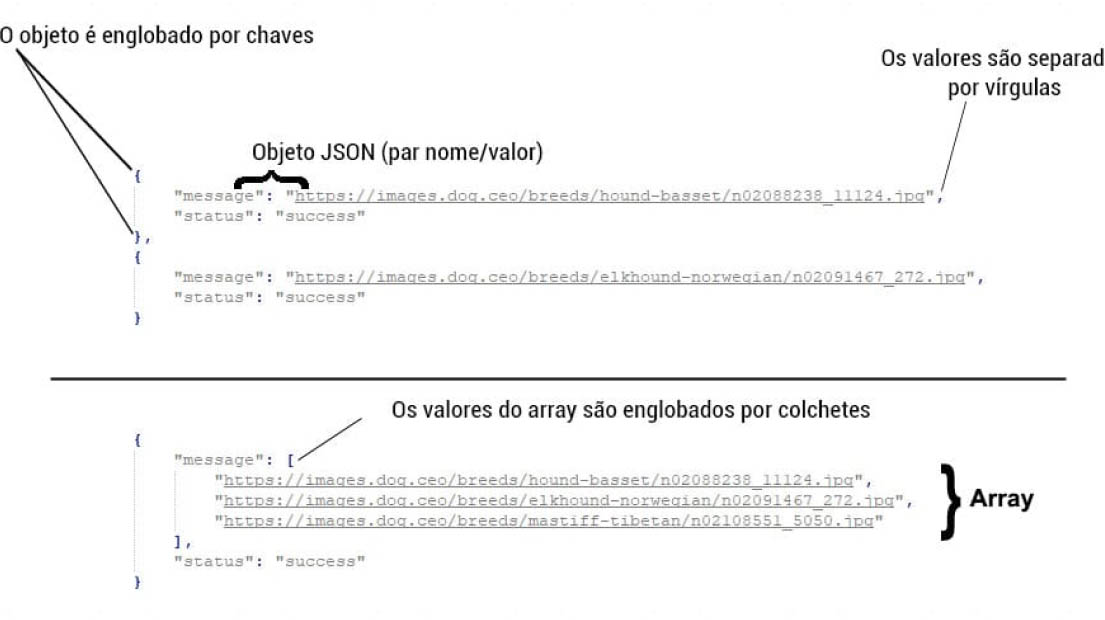 O objeto é englobado por chaves
Os valores são separad
por vírgulas
Objeto JSON (par nome/valor)
{
"message": "https://images.dog.ceo/breeds/hound-basset/n02088238_11124.jpg",
"status": "success"
},
{
"message": "https://images.dog.ceo/breeds/elkhound-norwegian/n02091467_272.jpg",
"status": "success"
}
Os valores do array são englobados por colchetes
{
"message": [
"https://images.dog.ceo/breeds/hound-basset/n02088238_11124.jpg",
"https://images.dog.ceo/breeds/elkhound-norwegian/n02091467_272.jpg",
"https://images.dog.ceo/breeds/mastiff-tibetan/n02108551_5050.jpg"
],
"status": "success"
}
Array